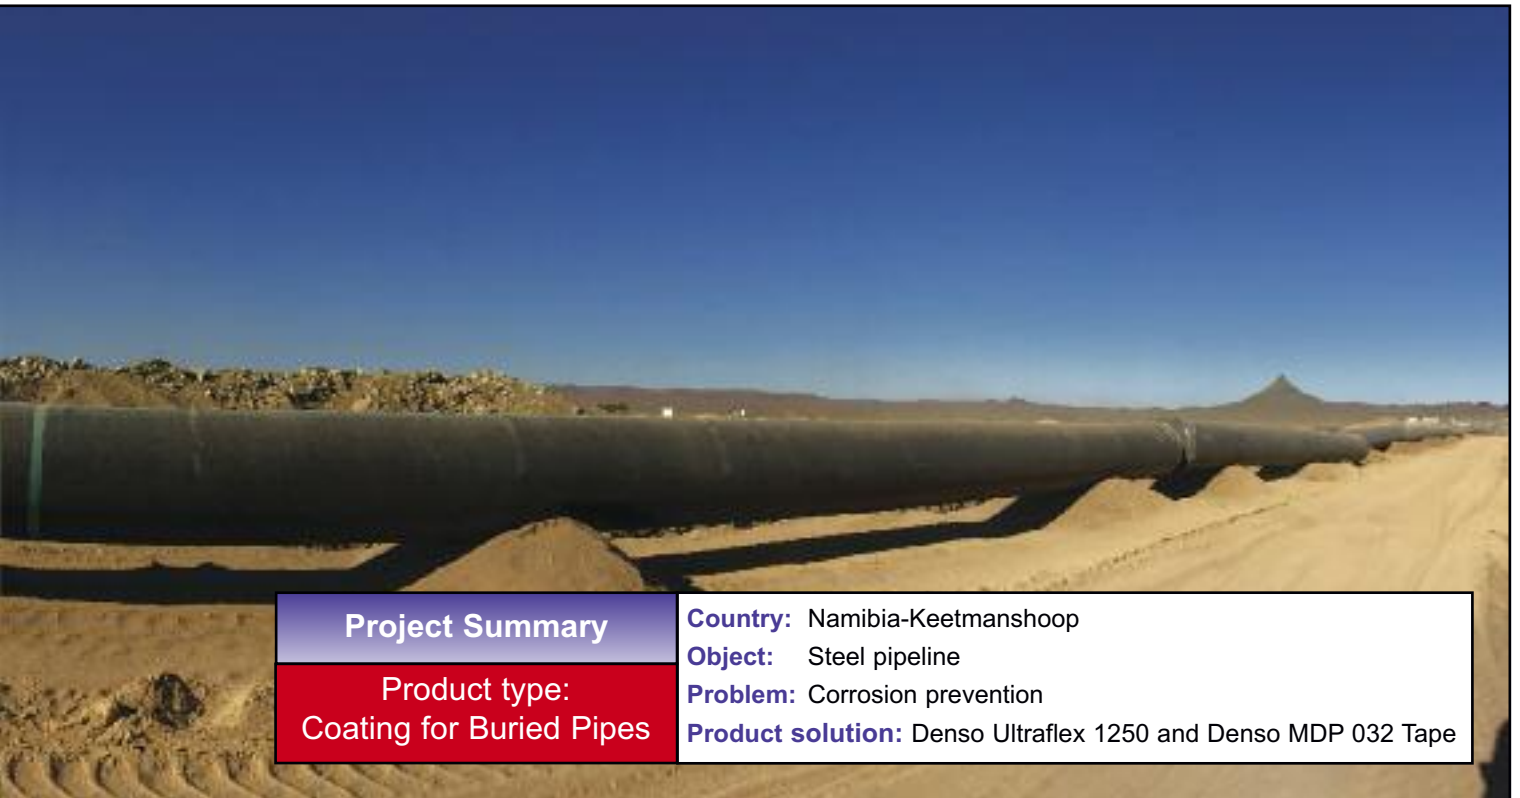 Project Summary
Product type:
Coating for Buried Pipes
Country: Namibia-Keetmanshoop
Object: Steel pipeline
Problem: Corrosion prevention
Product solution: Denso Ultraflex 1250 and Denso MDP 032 Tape